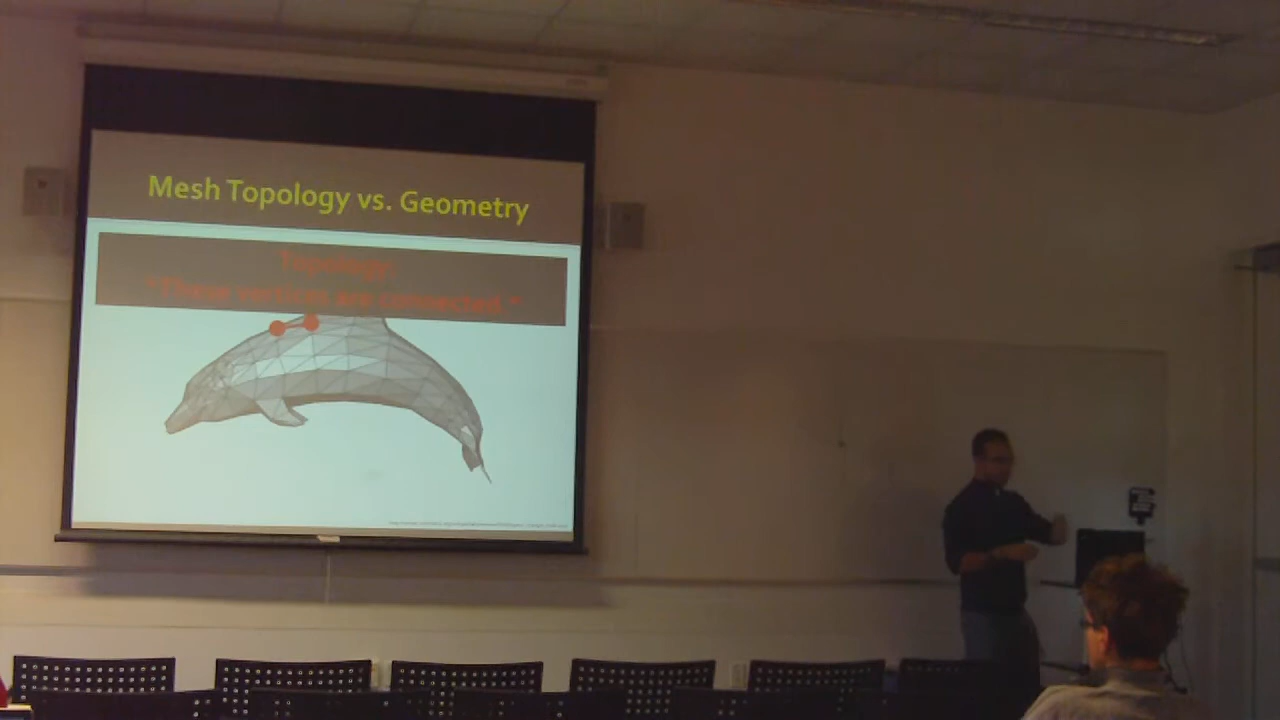 Mesh Topology vs. Geometry
Topology:
"These vertices are connected."